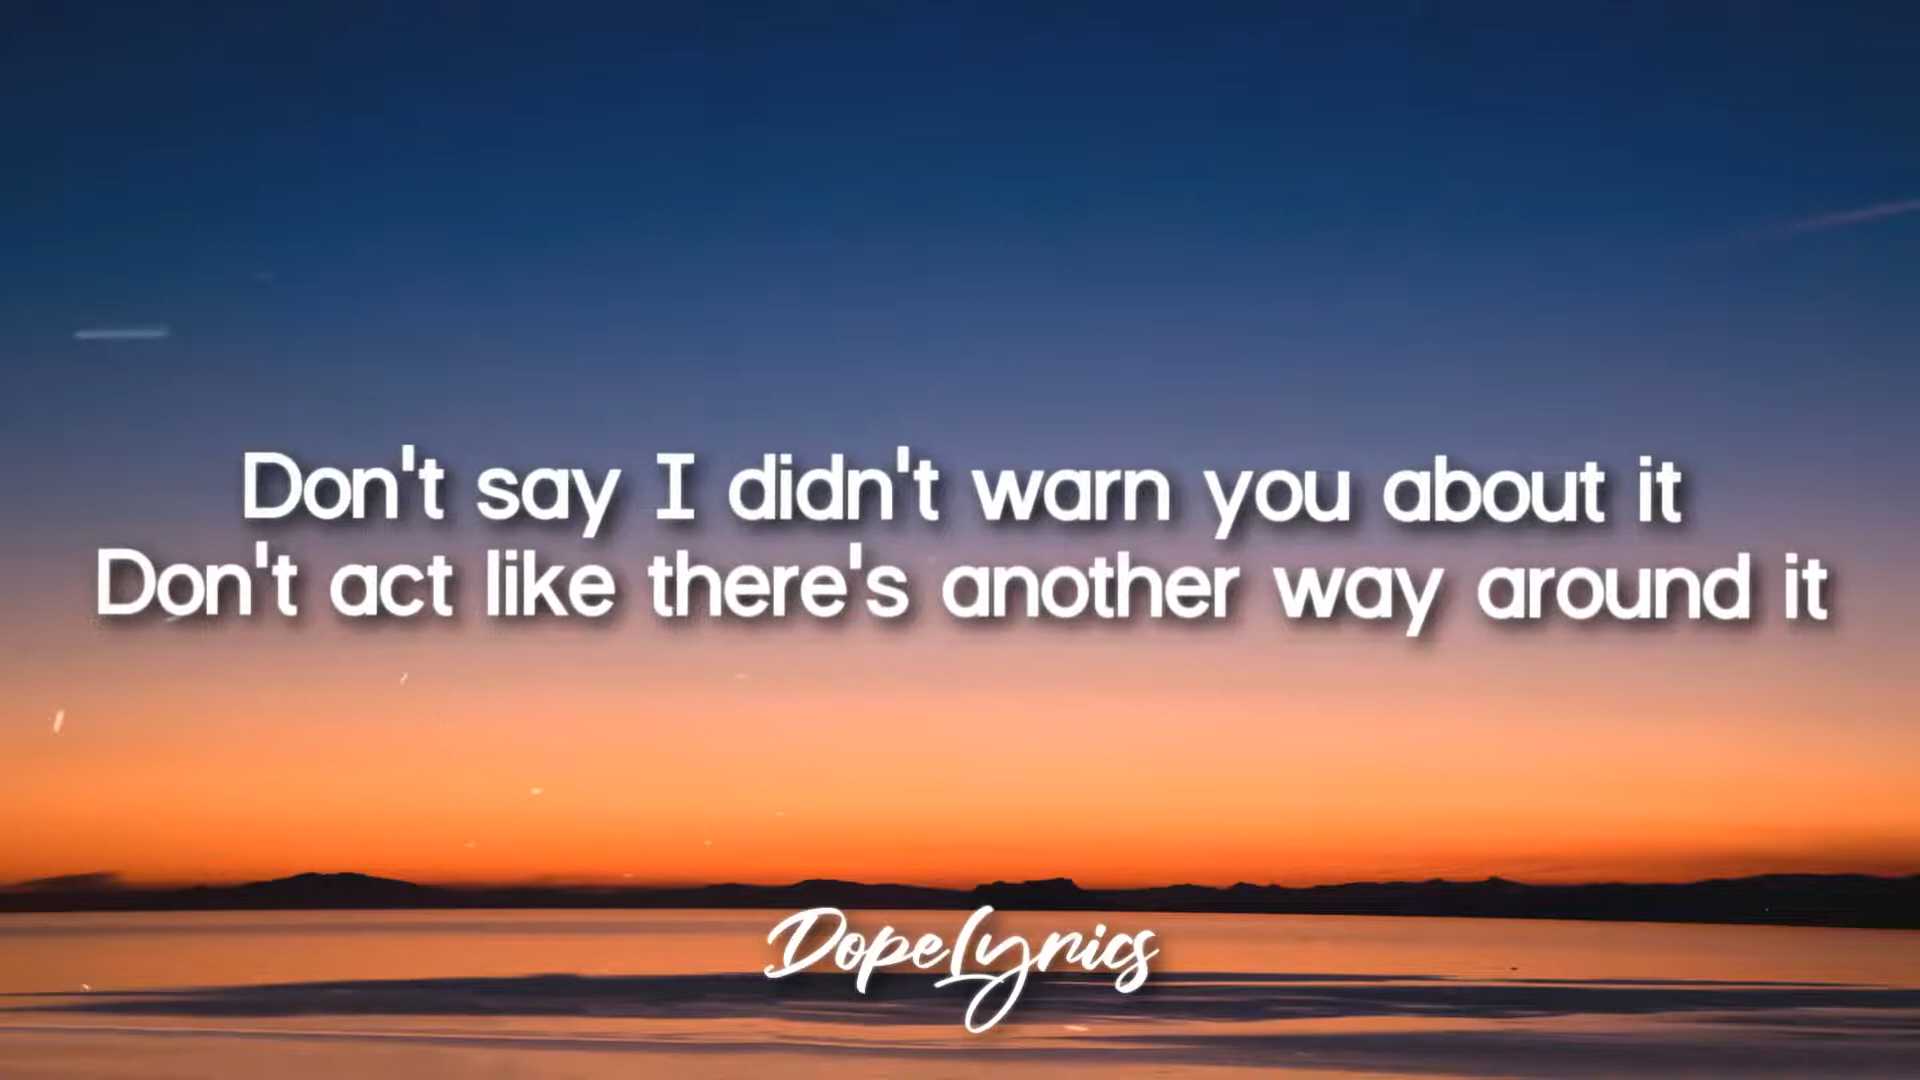 Don't say I didn't warn you about it
Don't act like there's another way around it
DopeLyrics